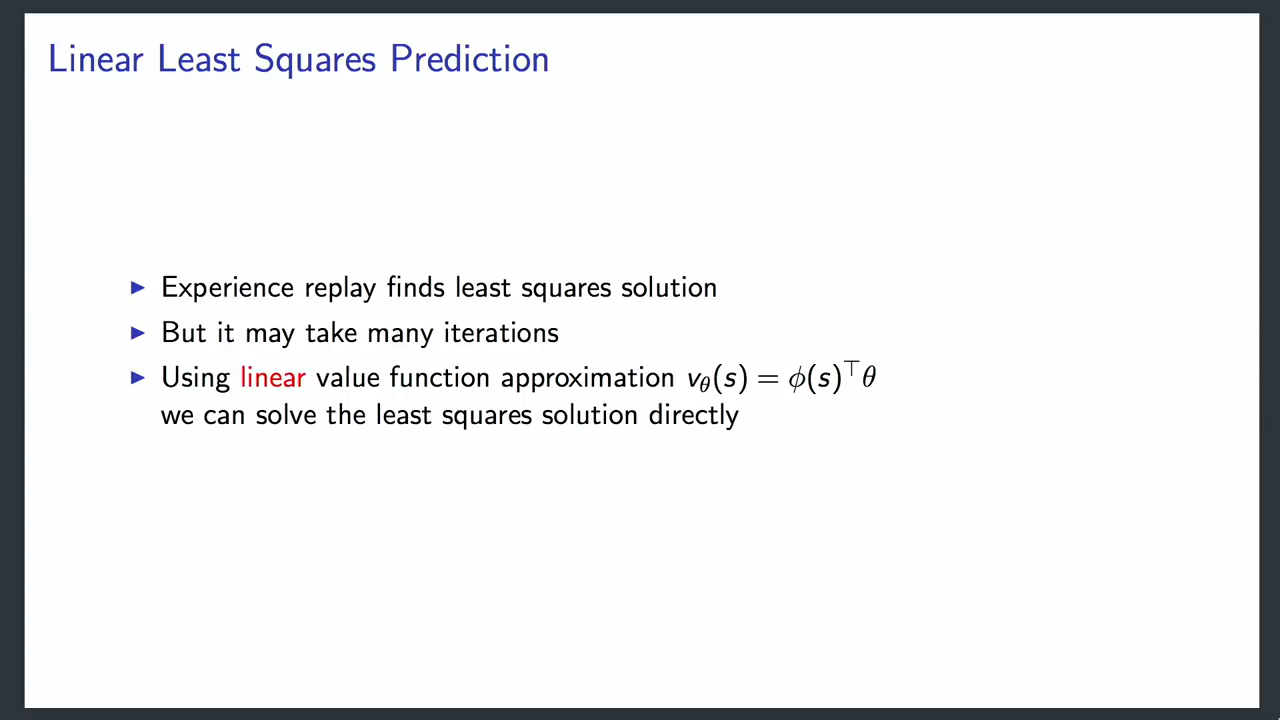 Linear Least Squares Prediction
▶ Experience replay finds least squares solution
▶ But it may take many iterations
▶ Using linear value function approximation v_θ(s) = ϕ(s)^⊤θ
we can solve the least squares solution directly